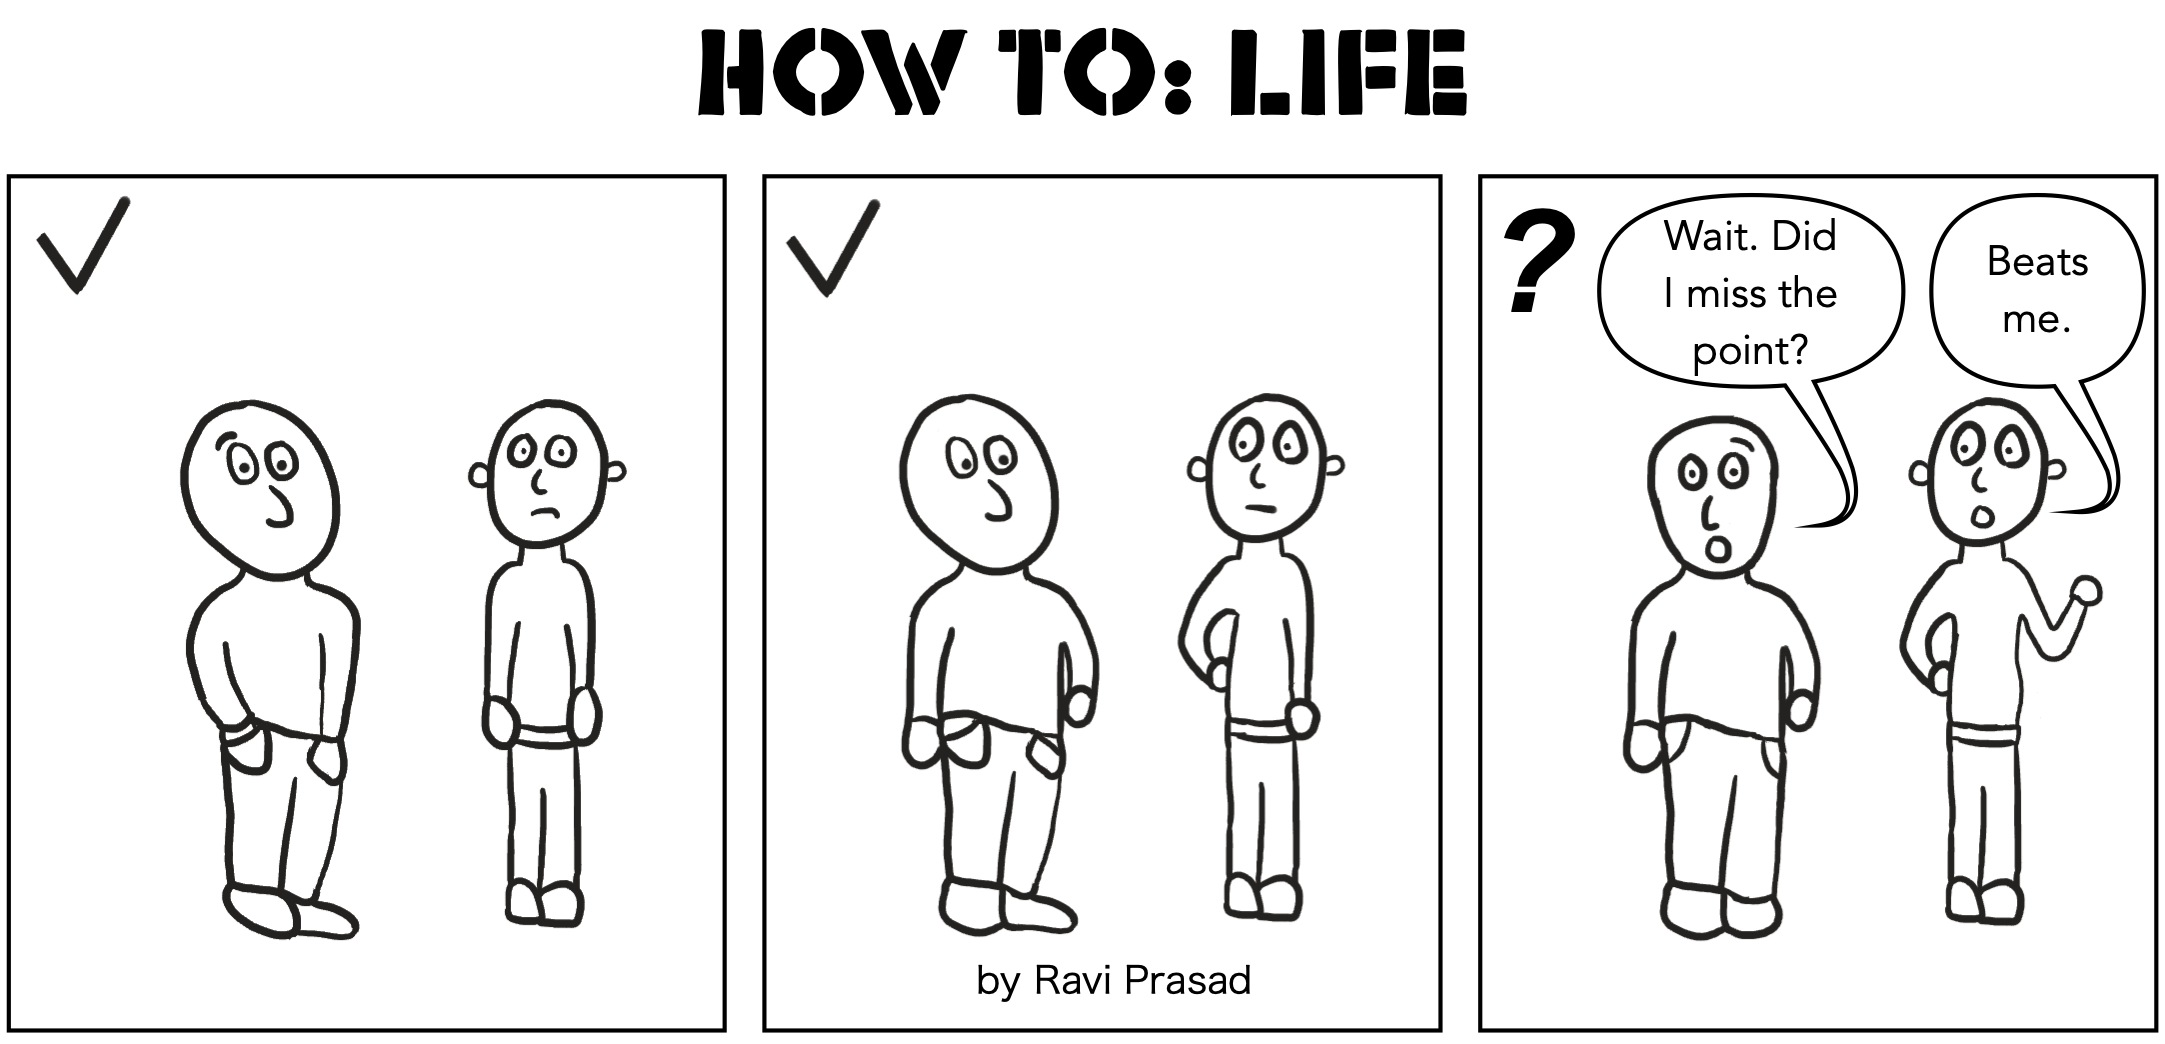 HOW TO: LIFE
?
Wait. Did
I miss the
point?
Beats
me.
by Ravi Prasad